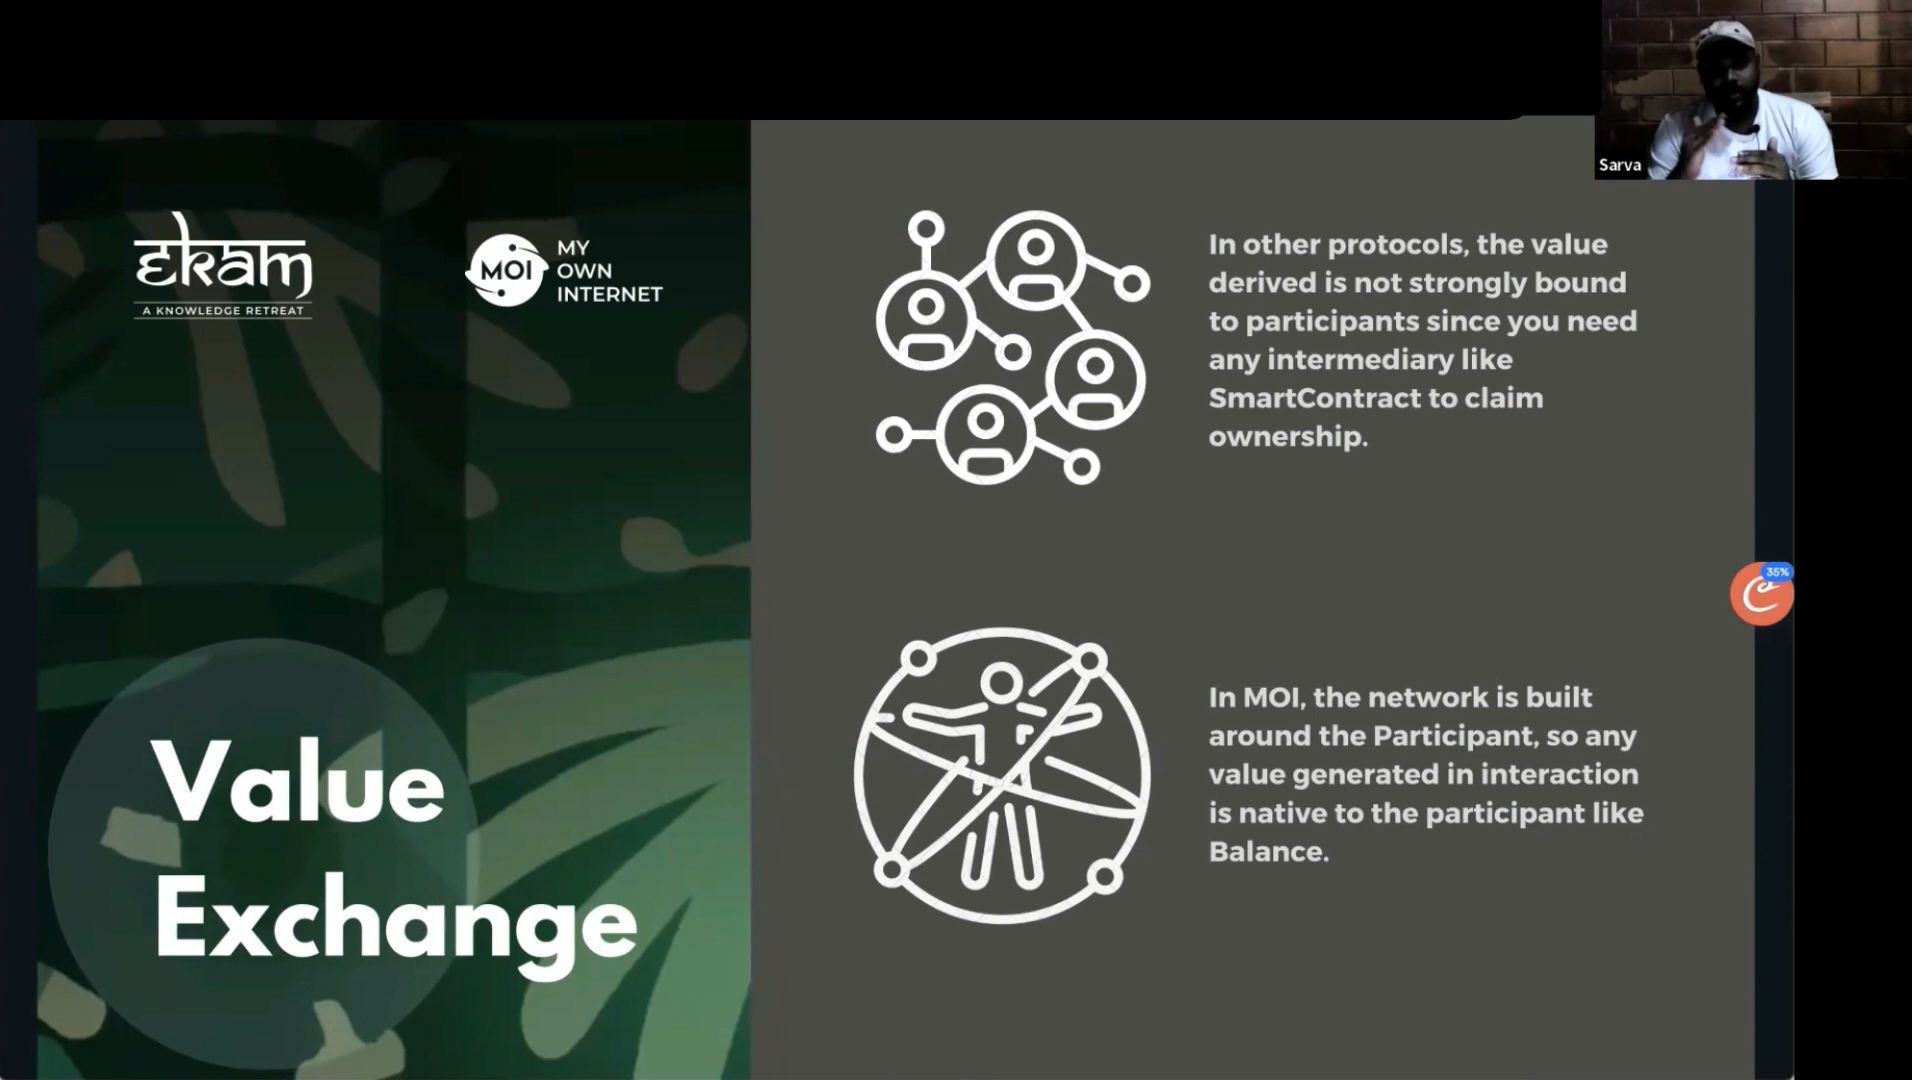 Sarva
ekam
A KNOWLEDGE RETREAT
MOI
MY
OWN
INTERNET
In other protocols, the value
derived is not strongly bound
to participants since you need
any intermediary like
SmartContract to claim
ownership.
35%
Value
Exchange
In MOI, the network is built
around the Participant, so any
value generated in interaction
is native to the participant like
Balance.